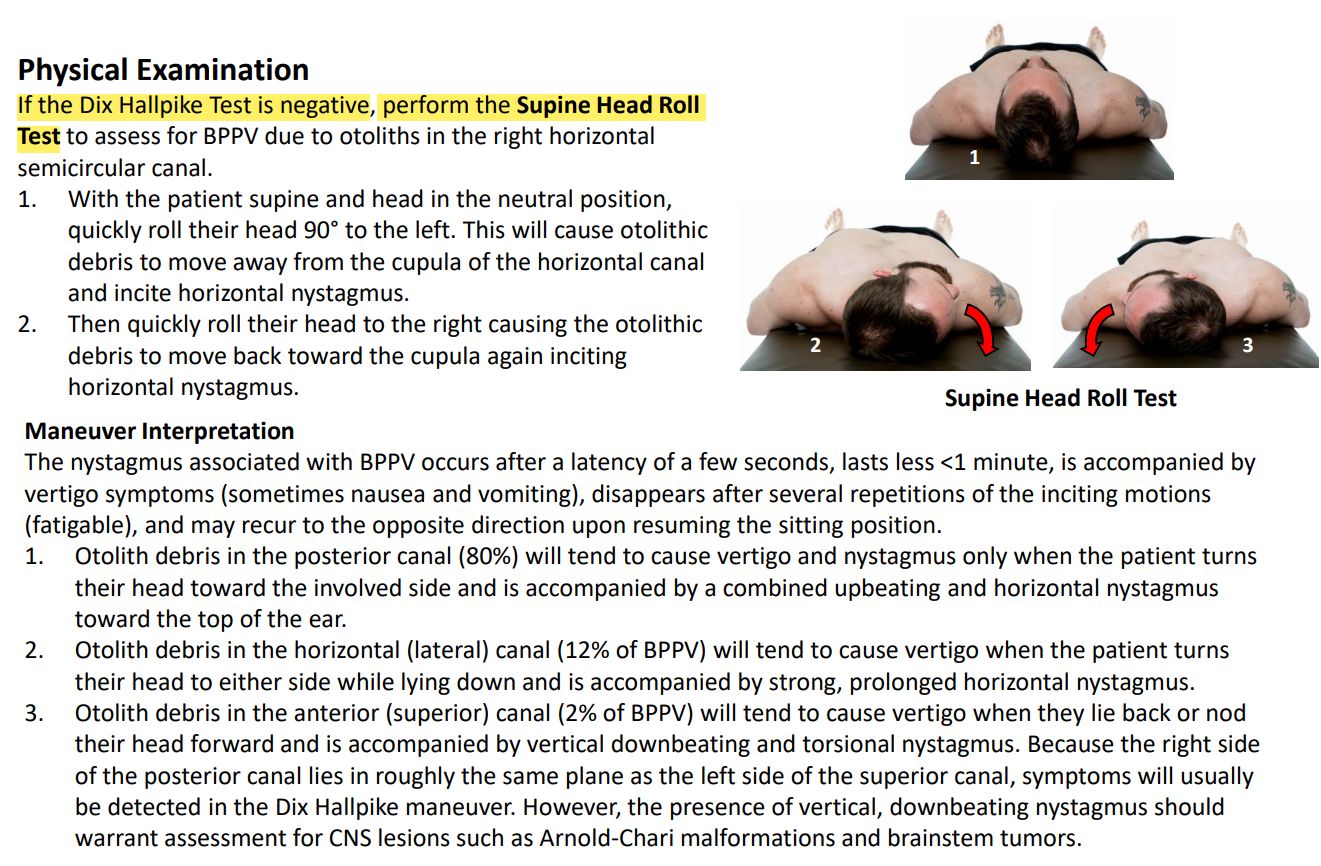 Physical Examination
If the Dix Hallpike Test is negative, perform the Supine Head Roll
Test to assess for BPPV due to otoliths in the right horizontal
semicircular canal.
1. With the patient supine and head in the neutral position,
quickly roll their head 90° to the left. This will cause otolithic
debris to move away from the cupula of the horizontal canal
and incite horizontal nystagmus.
2. Then quickly roll their head to the right causing the otolithic
debris to move back toward the cupula again inciting
horizontal nystagmus.
1
2
3
Supine Head Roll Test
Maneuver Interpretation
The nystagmus associated with BPPV occurs after a latency of a few seconds, lasts less <1 minute, is accompanied by
vertigo symptoms (sometimes nausea and vomiting), disappears after several repetitions of the inciting motions
(fatigable), and may recur to the opposite direction upon resuming the sitting position.
1. Otolith debris in the posterior canal (80%) will tend to cause vertigo and nystagmus only when the patient turns
their head toward the involved side and is accompanied by a combined upbeating and horizontal nystagmus
toward the top of the ear.
2. Otolith debris in the horizontal (lateral) canal (12% of BPPV) will tend to cause vertigo when the patient turns
their head to either side while lying down and is accompanied by strong, prolonged horizontal nystagmus.
3. Otolith debris in the anterior (superior) canal (2% of BPPV) will tend to cause vertigo when they lie back or nod
their head forward and is accompanied by vertical downbeating and torsional nystagmus. Because the right side
of the posterior canal lies in roughly the same plane as the left side of the superior canal, symptoms will usually
be detected in the Dix Hallpike maneuver. However, the presence of vertical, downbeating nystagmus should
warrant assessment for CNS lesions such as Arnold-Chari malformations and brainstem tumors.